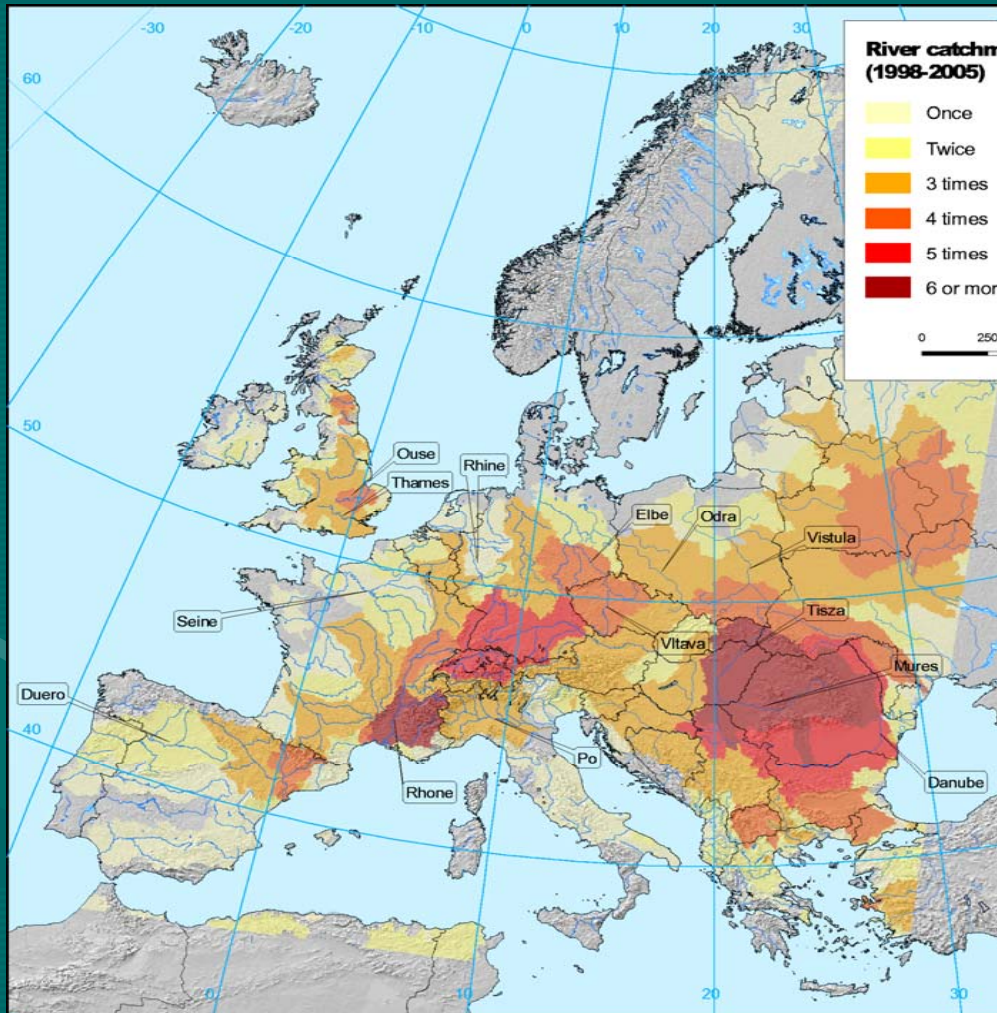 -30
-20
-10
0
10
20
30
60
River catchm
(1998-2005)
Once
Twice
3 times
4 times
5 times
6 or mor
0
250
50
Ouse
Thames
Rhine
Elbe
Odra
Vistula
Seine
Tisza
Vltava
Mures
Duero
40
Po
Rhone
Danube
0
10
20
30